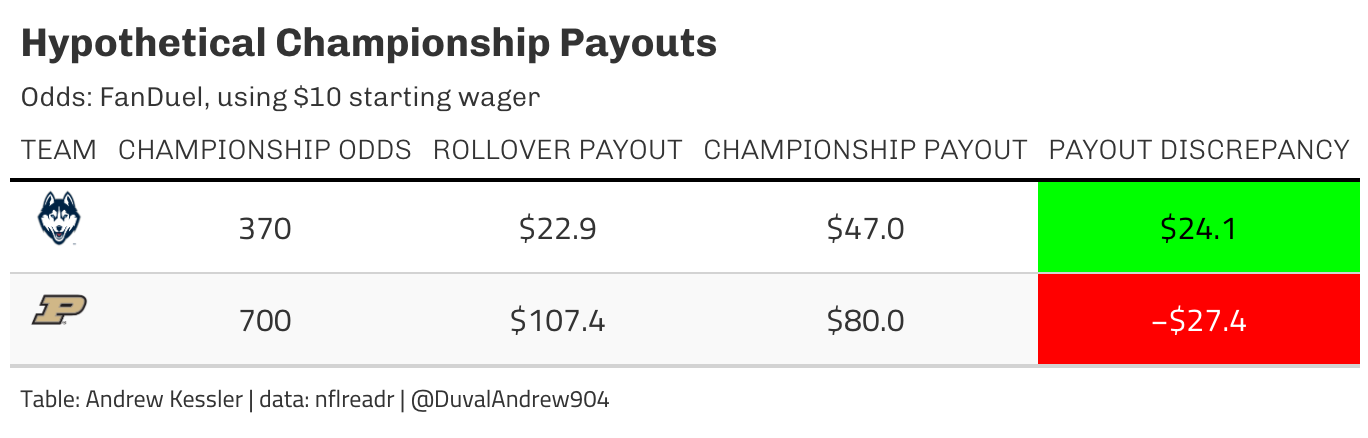 Hypothetical Championship Payouts
Odds: FanDuel, using $10 starting wager
TEAM CHAMPIONSHIP ODDS ROLLOVER PAYOUT CHAMPIONSHIP PAYOUT PAYOUT DISCREPANCY
370 $22.9 $47.0 $24.1
P 700 $107.4 $80.0 −$27.4
Table: Andrew Kessler | data: nflreadr | @DuvalAndrew904